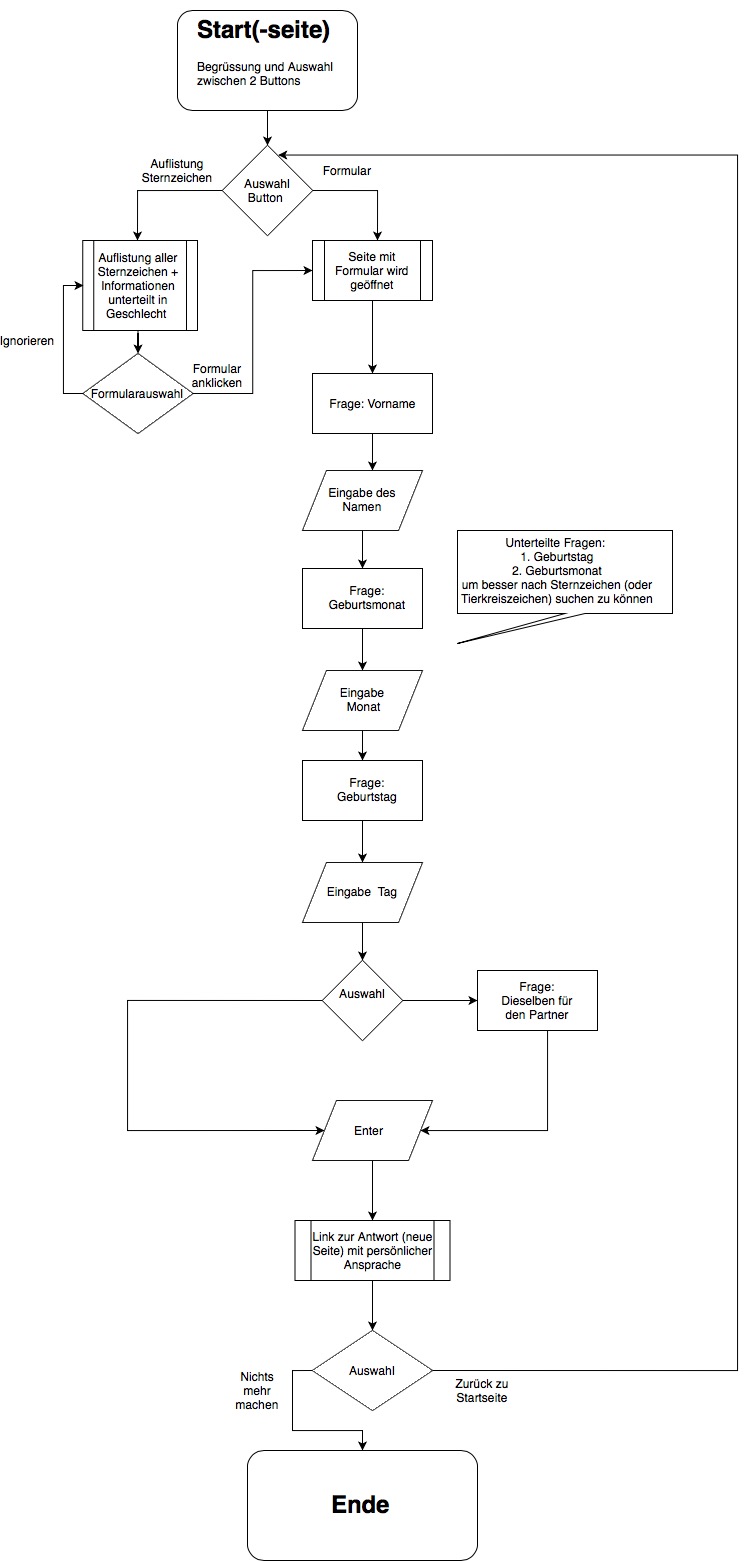 Start(-seite)
Begrüssung und Auswahl
zwischen 2 Buttons
Auflistung
Sternzeichen
Auswahl
Button
Formular
Auflistung aller
Sternzeichen +
Informationen
unterteilt in
Geschlecht
Seite mit
Formular wird
geöffnet
Ignorieren
Formularauswahl
Formular
anklicken
Frage: Vorname
Eingabe des
Namen
Unterteilte Fragen:
1. Geburtstag
2. Geburtsmonat
um besser nach Sternzeichen (oder
Tierkreiszeichen) suchen zu können
Frage:
Geburtsmonat
Eingabe
Monat
Frage:
Geburtstag
Eingabe Tag
Auswahl
Frage:
Dieselben für
den Partner
Enter
Link zur Antwort (neue
Seite) mit persönlicher
Ansprache
Auswahl
Nichts
mehr
machen
Zurück zu
Startseite
Ende